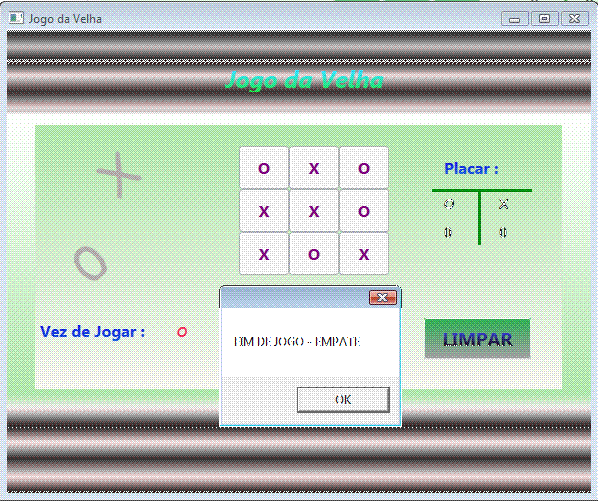 Jogo da Velha
Jogo da Velha
X
O
O X O
X X O
X O X
Placar :
O X
0 0
Vez de Jogar : O
FIM DE JOGO - EMPATE
OK
LIMPAR